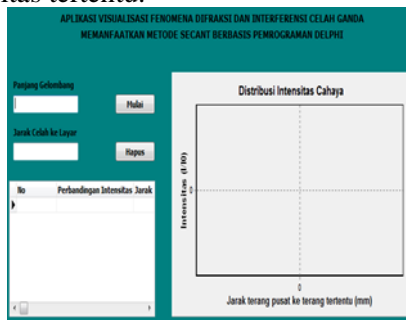 itas tertentu.
APLIKASI VISUALISASI FENOMENA DIFRAKSI DAN INTERFERENSI CELAH GANDA
MEMANFAATKAN METODE SECANT BERBASIS PEMROGRAMAN DELPHI
Panjang Gelombang
Mulai
Jarak Celah ke Layar
Hapus
No Perbandingan Intensitas Jarak
Distribusi Intensitas Cahaya
Intensitas (I/I0)
0
0
Jarak terang pusat ke terang tertentu (mm)